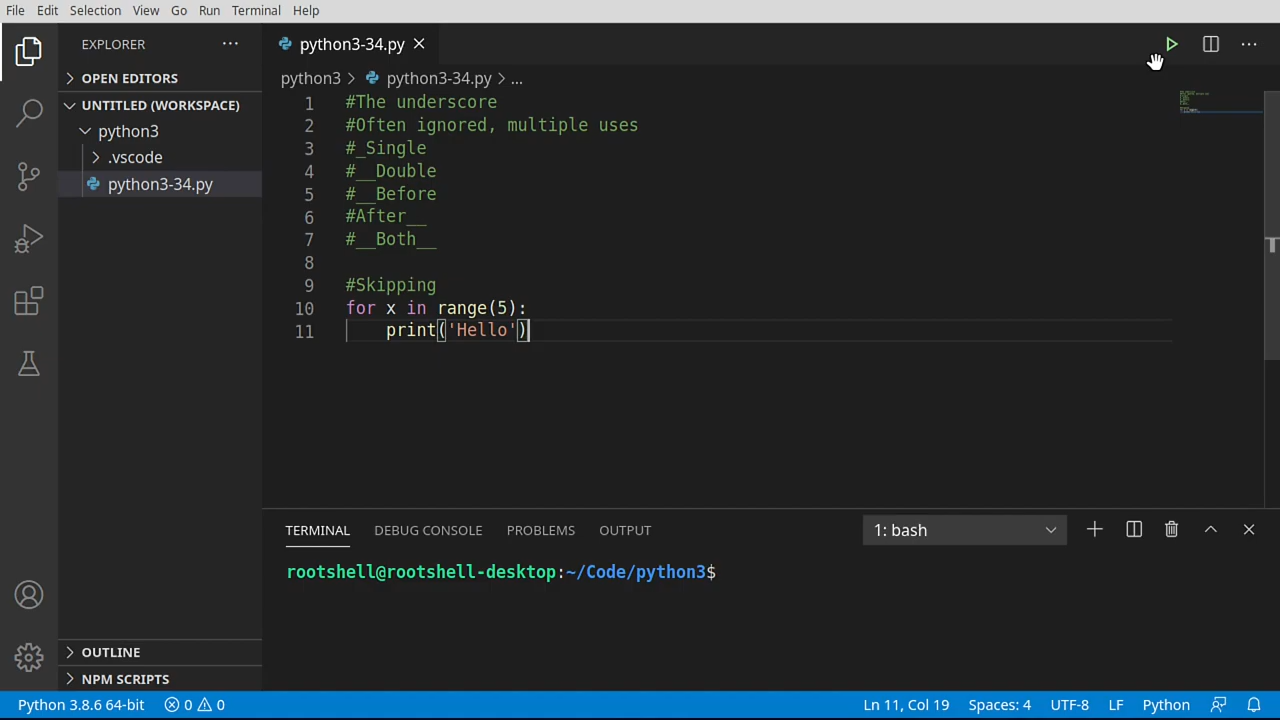 File Edit Selection View Go Run Terminal Help
EXPLORER
OPEN EDITORS
UNTITLED (WORKSPACE)
python3
.vscode
python3-34.py
OUTLINE
NPM SCRIPTS
python3-34.py
python3 > python3-34.py > ...
1 #The underscore
2 #Often ignored, multiple uses
3 #_Single
4 #__Double
5 #__Before
6 #After__
7 #__Both__
8
9 #Skipping
10 for x in range(5):
11 print('Hello')
TERMINAL DEBUG CONSOLE PROBLEMS OUTPUT 1: bash
rootshell@rootshell-desktop:~/Code/python3$
Python 3.8.6 64-bit 0 0 Ln 11, Col 19 Spaces: 4 UTF-8 LF Python